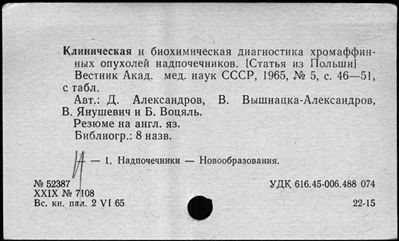 Клиническая и биохимическая диагностика хромаффин-
ных опухолей надпочечников. [Статья из Польши]
Вестник Акад. мед. наук СССР, 1965, № 5, с. 46—51,
с табл.
Авт.: Д. Александров, В. Вышнацка-Александров,
В. Янушевич и Б. Воцяль.
Резюме на англ. яз.
Библиогр.: 8 назв.
— 1. Надпочечники — Новообразования.
№ 52387
XXIX № 7108
УДК 616.45-006.488 074
Вс. кн. пал. 2 VI 65
22-15